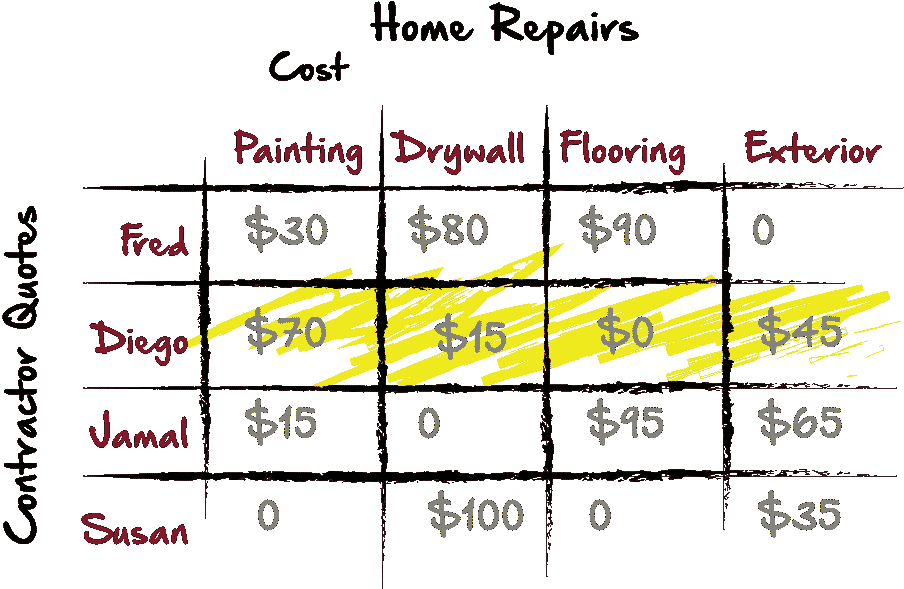 Home Repairs
Cost
Painting Drywall Flooring Exterior
Contractor Quotes
Fred $30 $80 $90 0
Diego $70 $15 $0 $45
Jamal $15 0 $95 $65
Susan 0 $100 0 $35